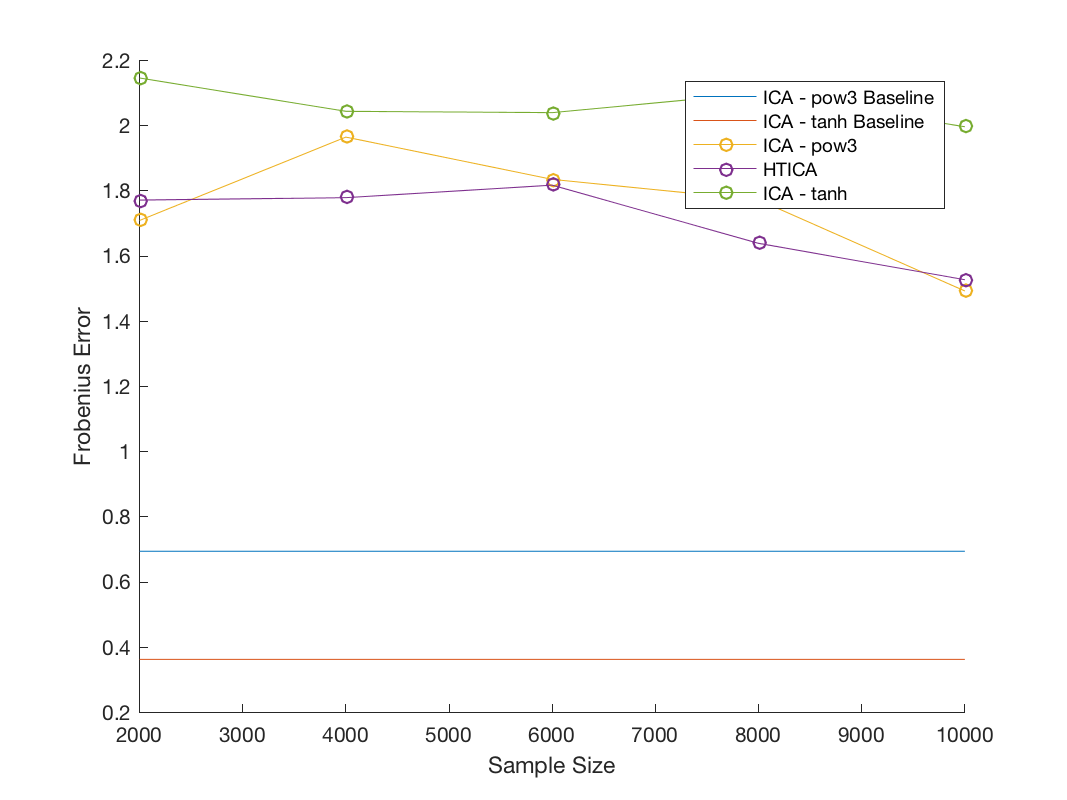 2.2
2
1.8
1.6
1.4
1.2
1
0.8
0.6
0.4
0.2
Frobenius Error
ICA - pow3 Baseline
ICA - tanh Baseline
ICA - pow3
HTICA
ICA - tanh
2000 3000 4000 5000 6000 7000 8000 9000 10000
Sample Size